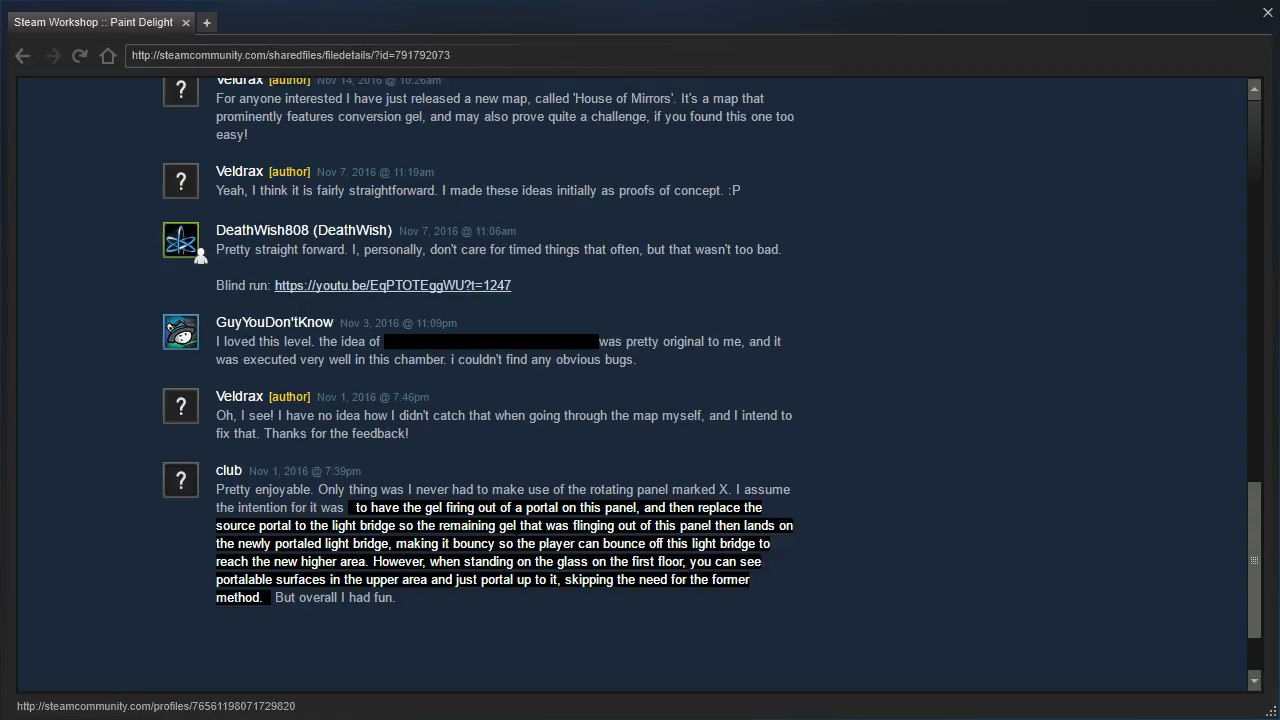 Steam Workshop :: Paint Delight
http://steamcommunity.com/sharedfiles/filedetails/?id=791792073
Veldrax [author] Nov 14, 2016 @ 10:26am
For anyone interested I have just released a new map, called 'House of Mirrors'. It's a map that
prominently features conversion gel, and may also prove quite a challenge, if you found this one too
easy!
Veldrax [author] Nov 7, 2016 @ 11:19am
Yeah, I think it is fairly straightforward. I made these ideas initially as proofs of concept. :P
DeathWish808 (DeathWish) Nov 7, 2016 @ 11:06am
Pretty straight forward. I, personally, don't care for timed things that often, but that wasn't too bad.
Blind run: https://youtu.be/EqPTOTEggWU?t=1247
GuyYouDon'tKnow Nov 3, 2016 @ 11:09pm
I loved this level. the idea of was pretty original to me, and it
was executed very well in this chamber. i couldn't find any obvious bugs.
Veldrax [author] Nov 1, 2016 @ 7:46pm
Oh, I see! I have no idea how I didn't catch that when going through the map myself, and I intend to
fix that. Thanks for the feedback!
club Nov 1, 2016 @ 7:39pm
Pretty enjoyable. Only thing was I never had to make use of the rotating panel marked X. I assume
the intention for it was to have the gel firing out of a portal on this panel, and then replace the
source portal to the light bridge so the remaining gel that was flinging out of this panel then lands on
the newly portaled light bridge, making it bouncy so the player can bounce off this light bridge to
reach the new higher area. However, when standing on the glass on the first floor, you can see
portalable surfaces in the upper area and just portal up to it, skipping the need for the former
method. But overall I had fun.
http://steamcommunity.com/profiles/76561198071729820